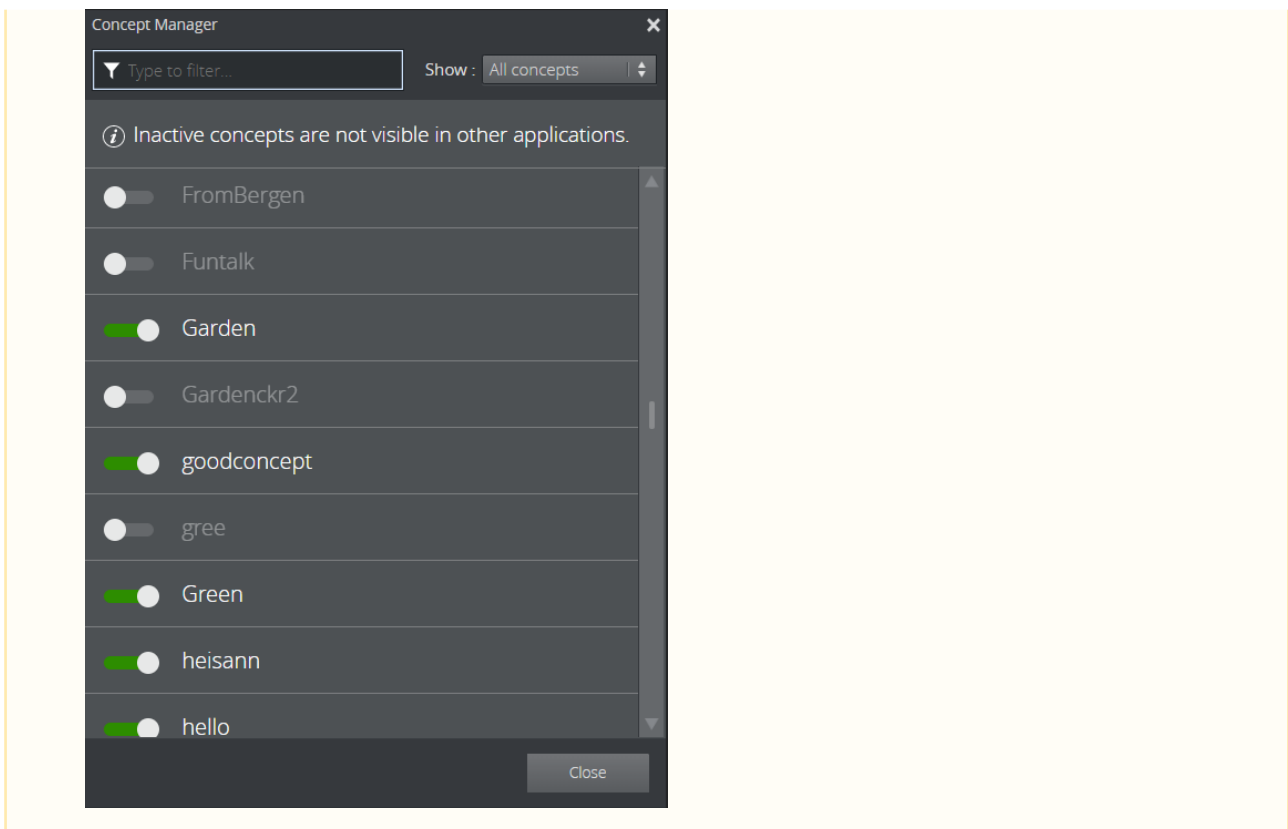 Concept Manager
Type to filter...
Show : All concepts
Inactive concepts are not visible in other applications.
FromBergen
Funtalk
Garden
Gardenckr2
goodconcept
gree
Green
heisann
hello
Close